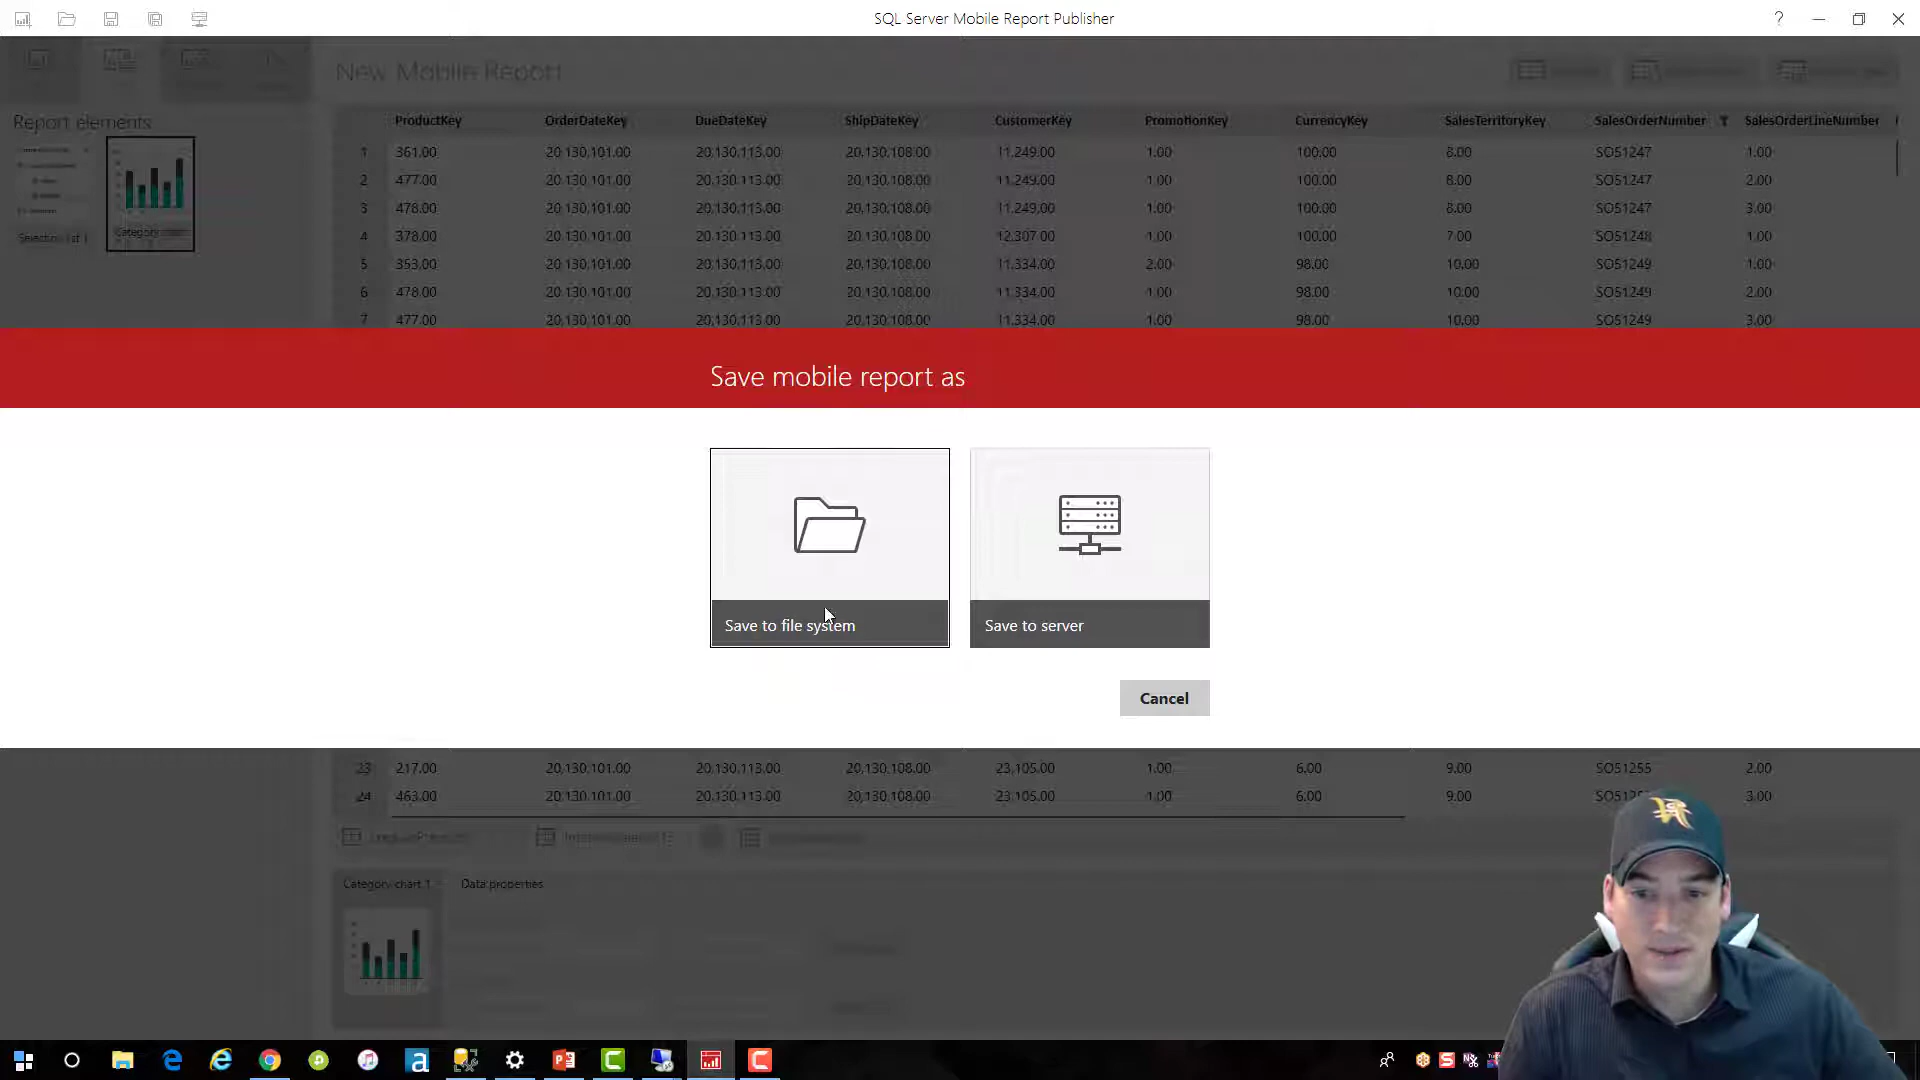 SQL Server Mobile Report Publisher
New Mobile Report
Report elements
Selection list 1
Category chart
ProductKey OrderDateKey DueDateKey ShipDateKey CustomerKey PromotionKey CurrencyKey SalesTerritoryKey SalesOrderNumber SalesOrderLineNumber
1 361.00 20,130,101.00 20,130,113.00 20,130,108.00 11,249.00 1.00 100.00 8.00 SO51247 1.00
2 477.00 20,130,101.00 20,130,113.00 20,130,108.00 11,249.00 1.00 100.00 8.00 SO51247 2.00
3 478.00 20,130,101.00 20,130,113.00 20,130,108.00 11,249.00 1.00 100.00 8.00 SO51247 3.00
4 378.00 20,130,101.00 20,130,113.00 20,130,108.00 12,307.00 1.00 100.00 7.00 SO51248 1.00
5 353.00 20,130,101.00 20,130,113.00 20,130,108.00 11,334.00 2.00 98.00 10.00 SO51249 1.00
6 478.00 20,130,101.00 20,130,113.00 20,130,108.00 11,334.00 1.00 98.00 10.00 SO51249 2.00
7 477.00 20,130,101.00 20,130,113.00 20,130,108.00 11,334.00 1.00 98.00 10.00 SO51249 3.00
Save mobile report as
Save to file system
Save to server
Cancel
23 217.00 20,130,101.00 20,130,113.00 20,130,108.00 23,105.00 1.00 6.00 9.00 SO51255 2.00
24 463.00 20,130,101.00 20,130,113.00 20,130,108.00 23,105.00 1.00 6.00 9.00 3.00
Category chart 1 Data properties